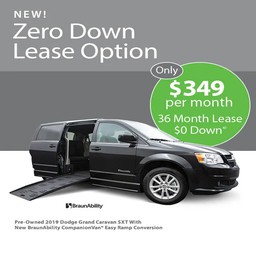 NEW!
Zero Down
Lease Option
Only
$349
per month
36 Month Lease
$0 Down*
BraunAbility
Pre-Owned 2019 Dodge Grand Caravan SXT With
New BraunAbility CompanionVan® Easy Ramp Conversion